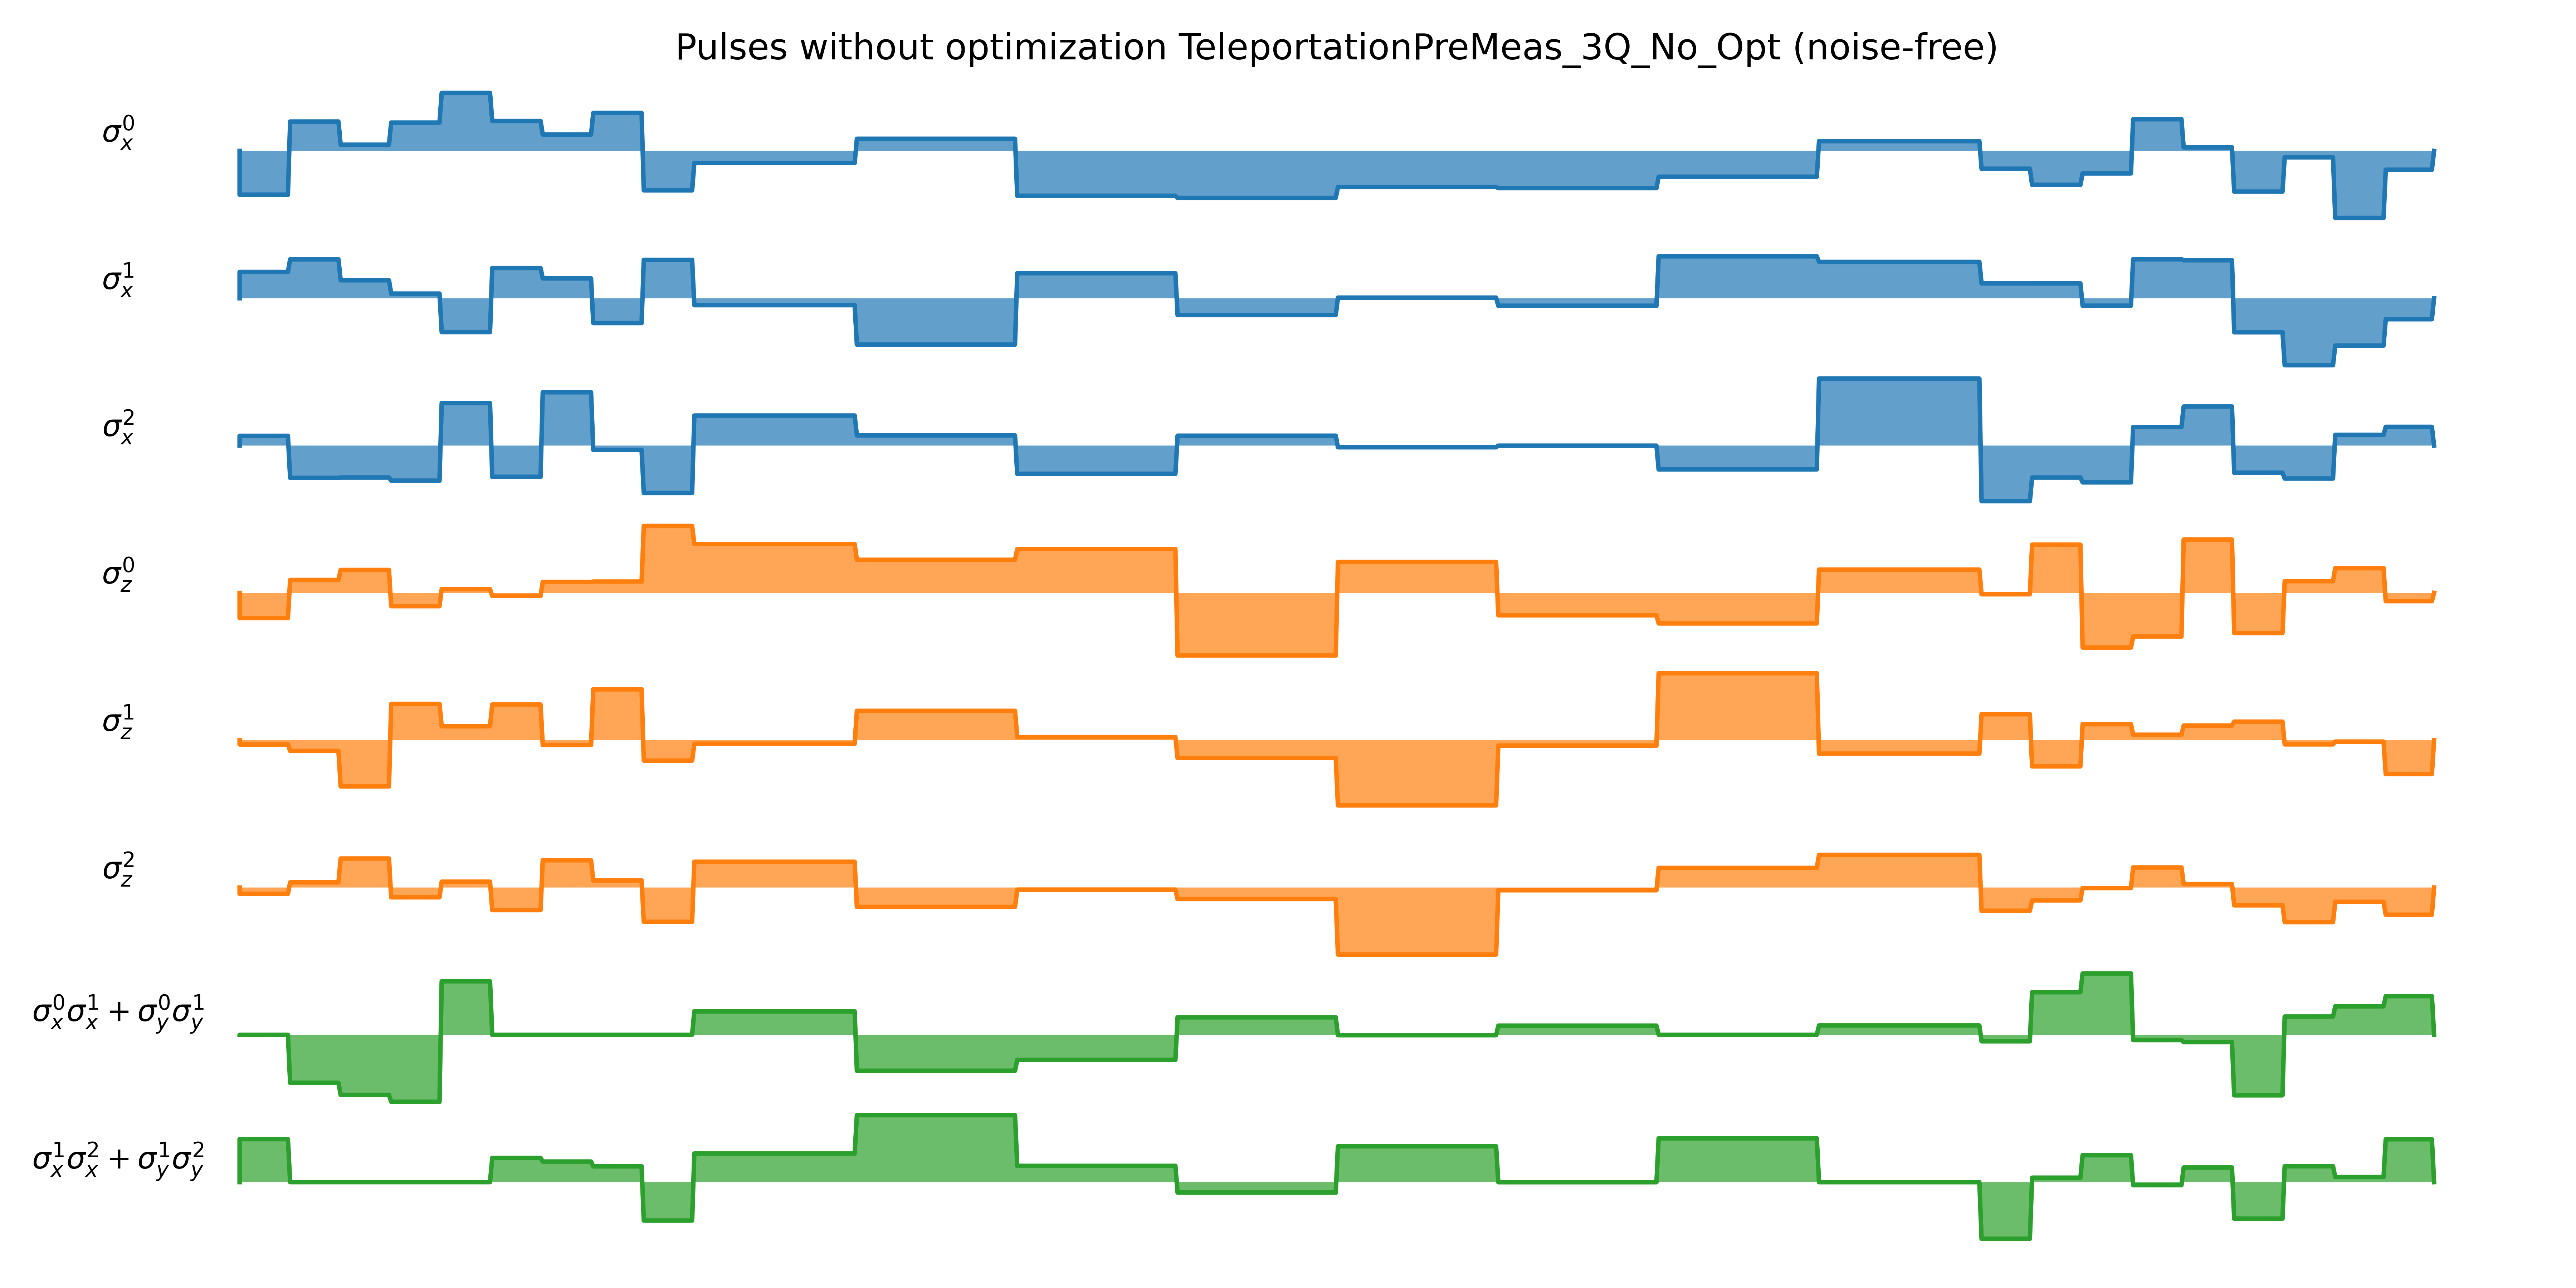 Pulses without optimization TeleportationPreMeas_3Q_No_Opt (noise-free)
σ_x^0
σ_x^1
σ_x^2
σ_z^0
σ_z^1
σ_z^2
σ_x^0σ_x^1 + σ_y^0σ_y^1
σ_x^1σ_x^2 + σ_y^1σ_y^2